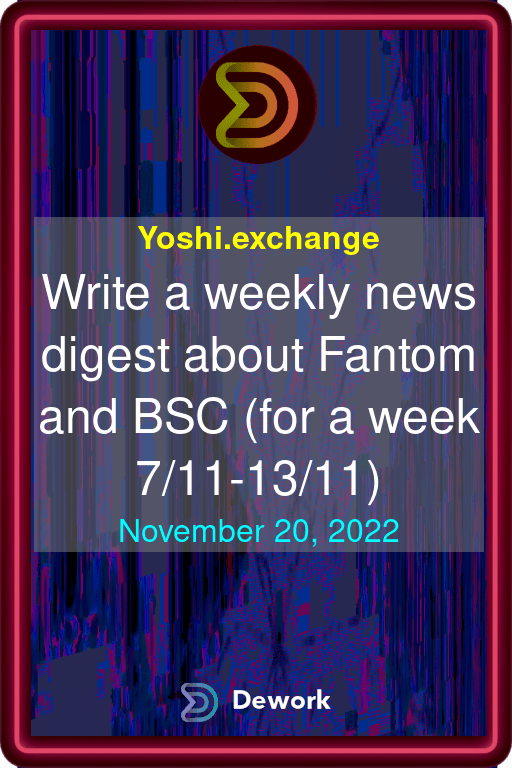 Yoshi.exchange
Write a weekly news
digest about Fantom
and BSC (for a week
7/11-13/11)
November 20, 2022
Dework